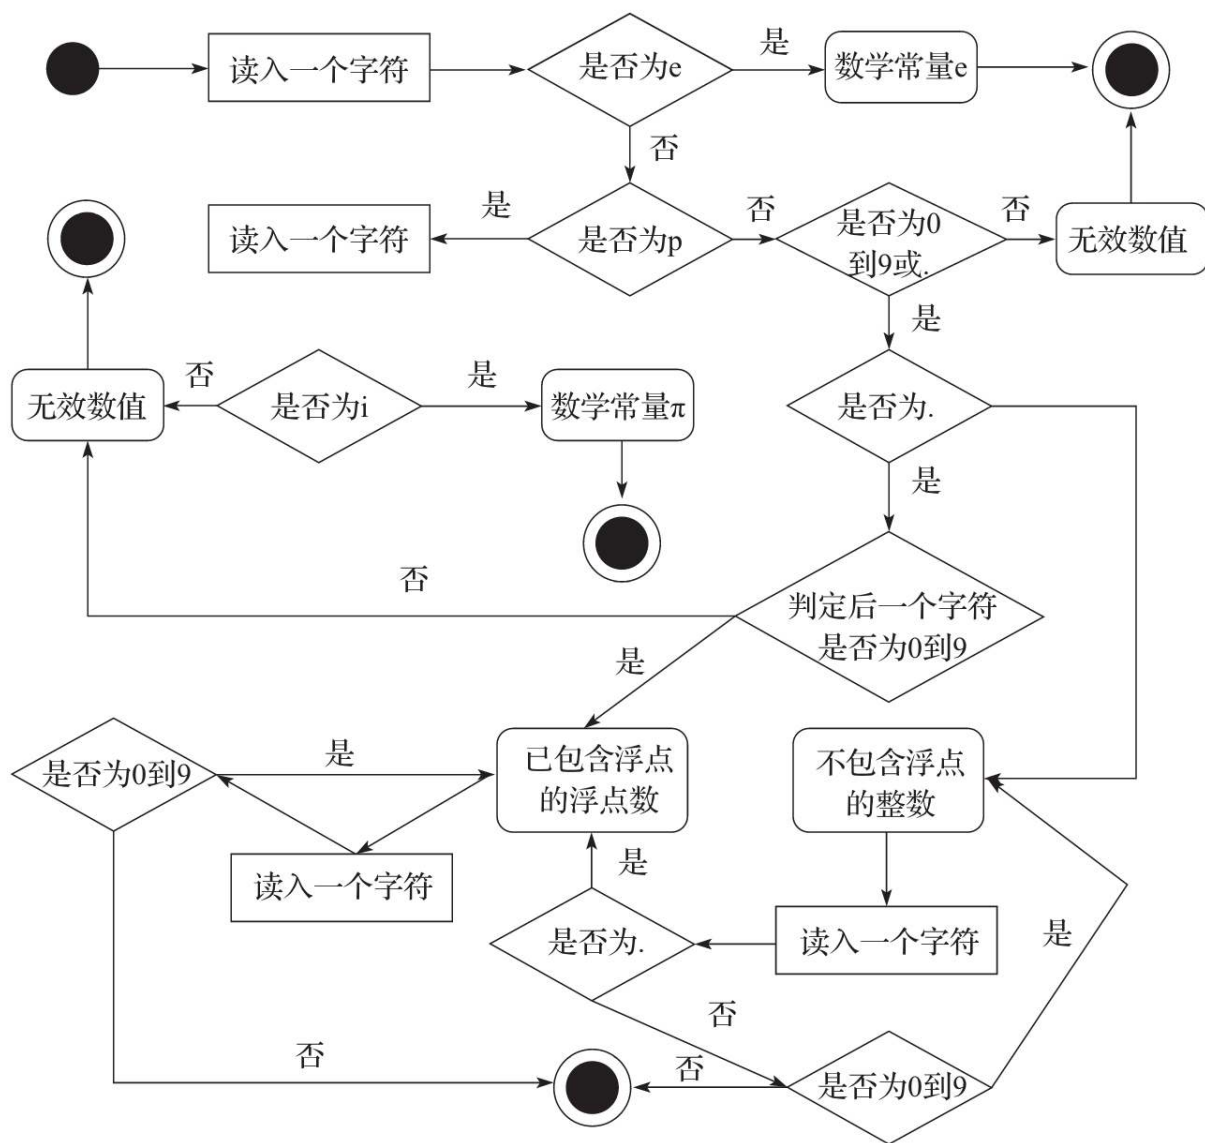 读入一个字符
是否为e
是
数学常量e
否
读入一个字符
是
是否为p
否
是否为0
到9或.
否
无效数值
是
无效数值
否
是否为i
是
数学常量π
是否为.
是
否
判定后一个字符
是否为0到9
是
是否为0到9
是
已包含浮点
的浮点数
不包含浮点
的整数
读入一个字符
是
是否为.
读入一个字符
是
否
否
否
是否为0到9